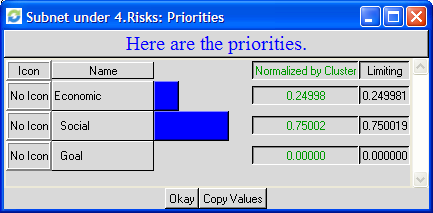 Subnet under 4.Risks: Priorities
Here are the priorities.
Icon Name Normalized by Cluster Limiting
No Icon Economic 0.24998 0.249981
No Icon Social 0.75002 0.750019
No Icon Goal 0.00000 0.000000
Okay Copy Values